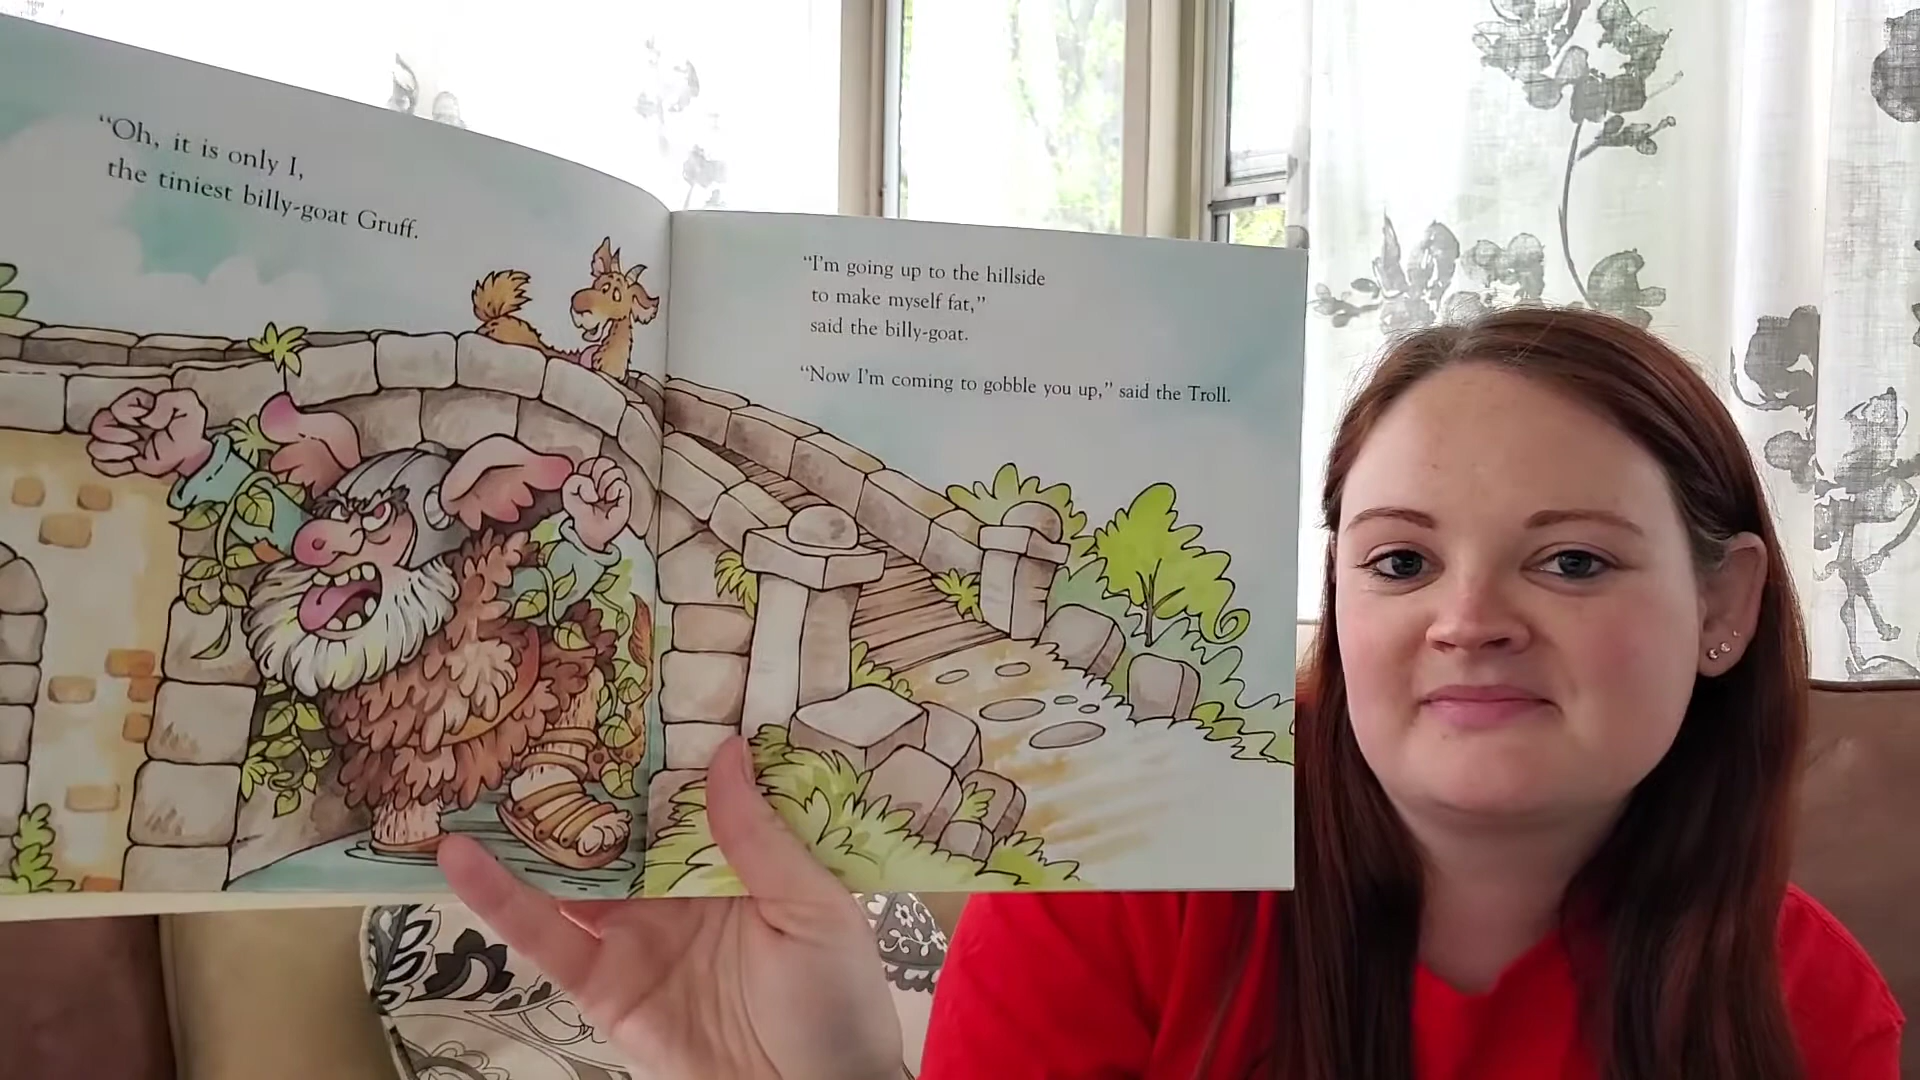 “Oh, it is only I,
the tiniest billy-goat Gruff.
“I’m going up to the hillside
to make myself fat,”
said the billy-goat.
“Now I’m coming to gobble you up,” said the Troll.